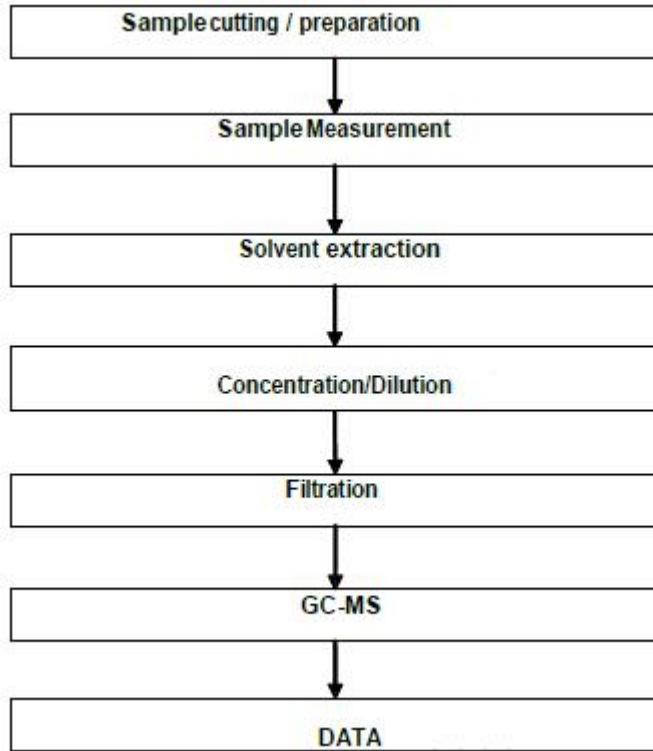 Sample cutting / preparation
Sample Measurement
Solvent extraction
Concentration/Dilution
Filtration
GC-MS
DATA